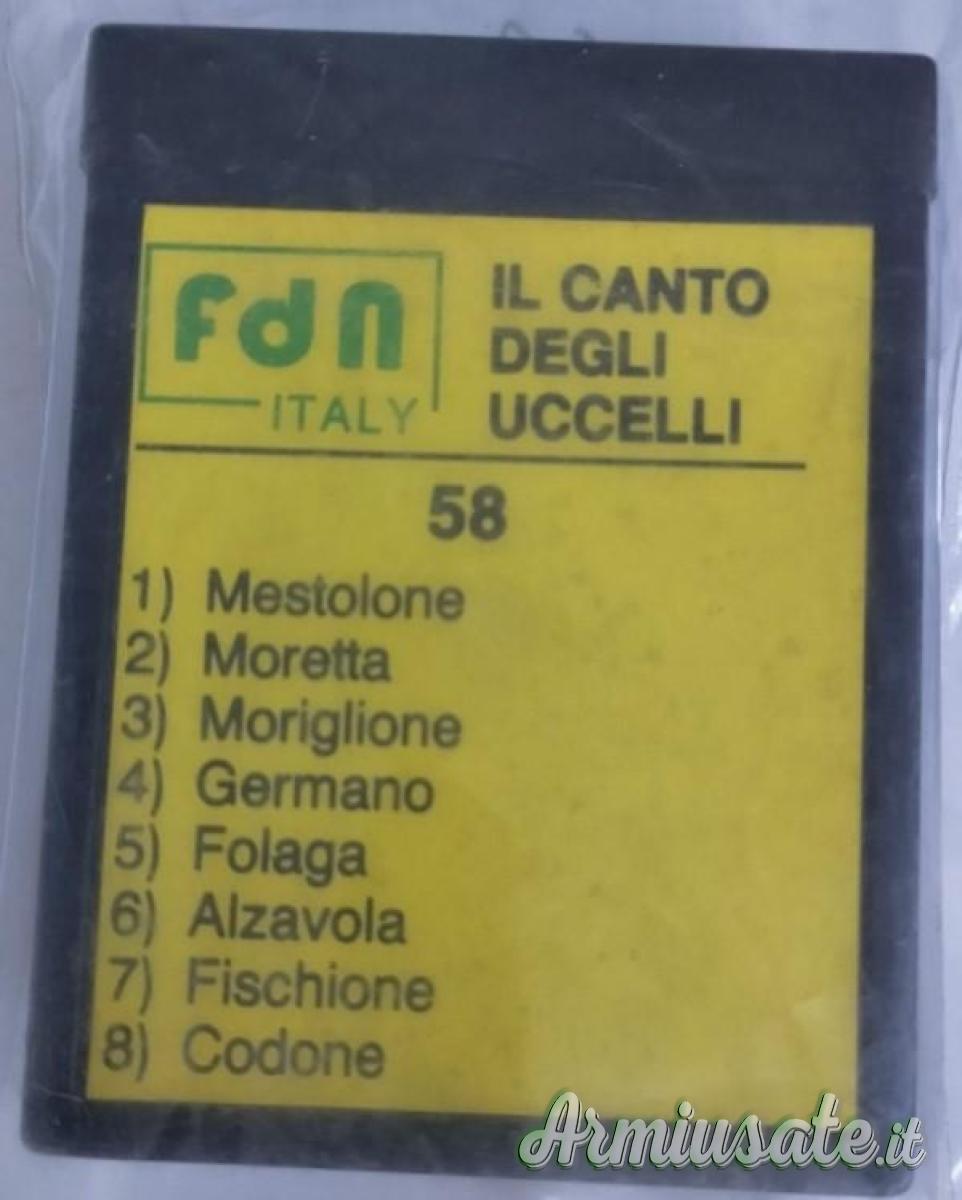 fdn
ITALY
IL CANTO
DEGLI
UCCELLI
58
1) Mestolone
2) Moretta
3) Moriglione
4) Germano
5) Folaga
6) Alzavola
7) Fischione
8) Codone
Armiusate.it